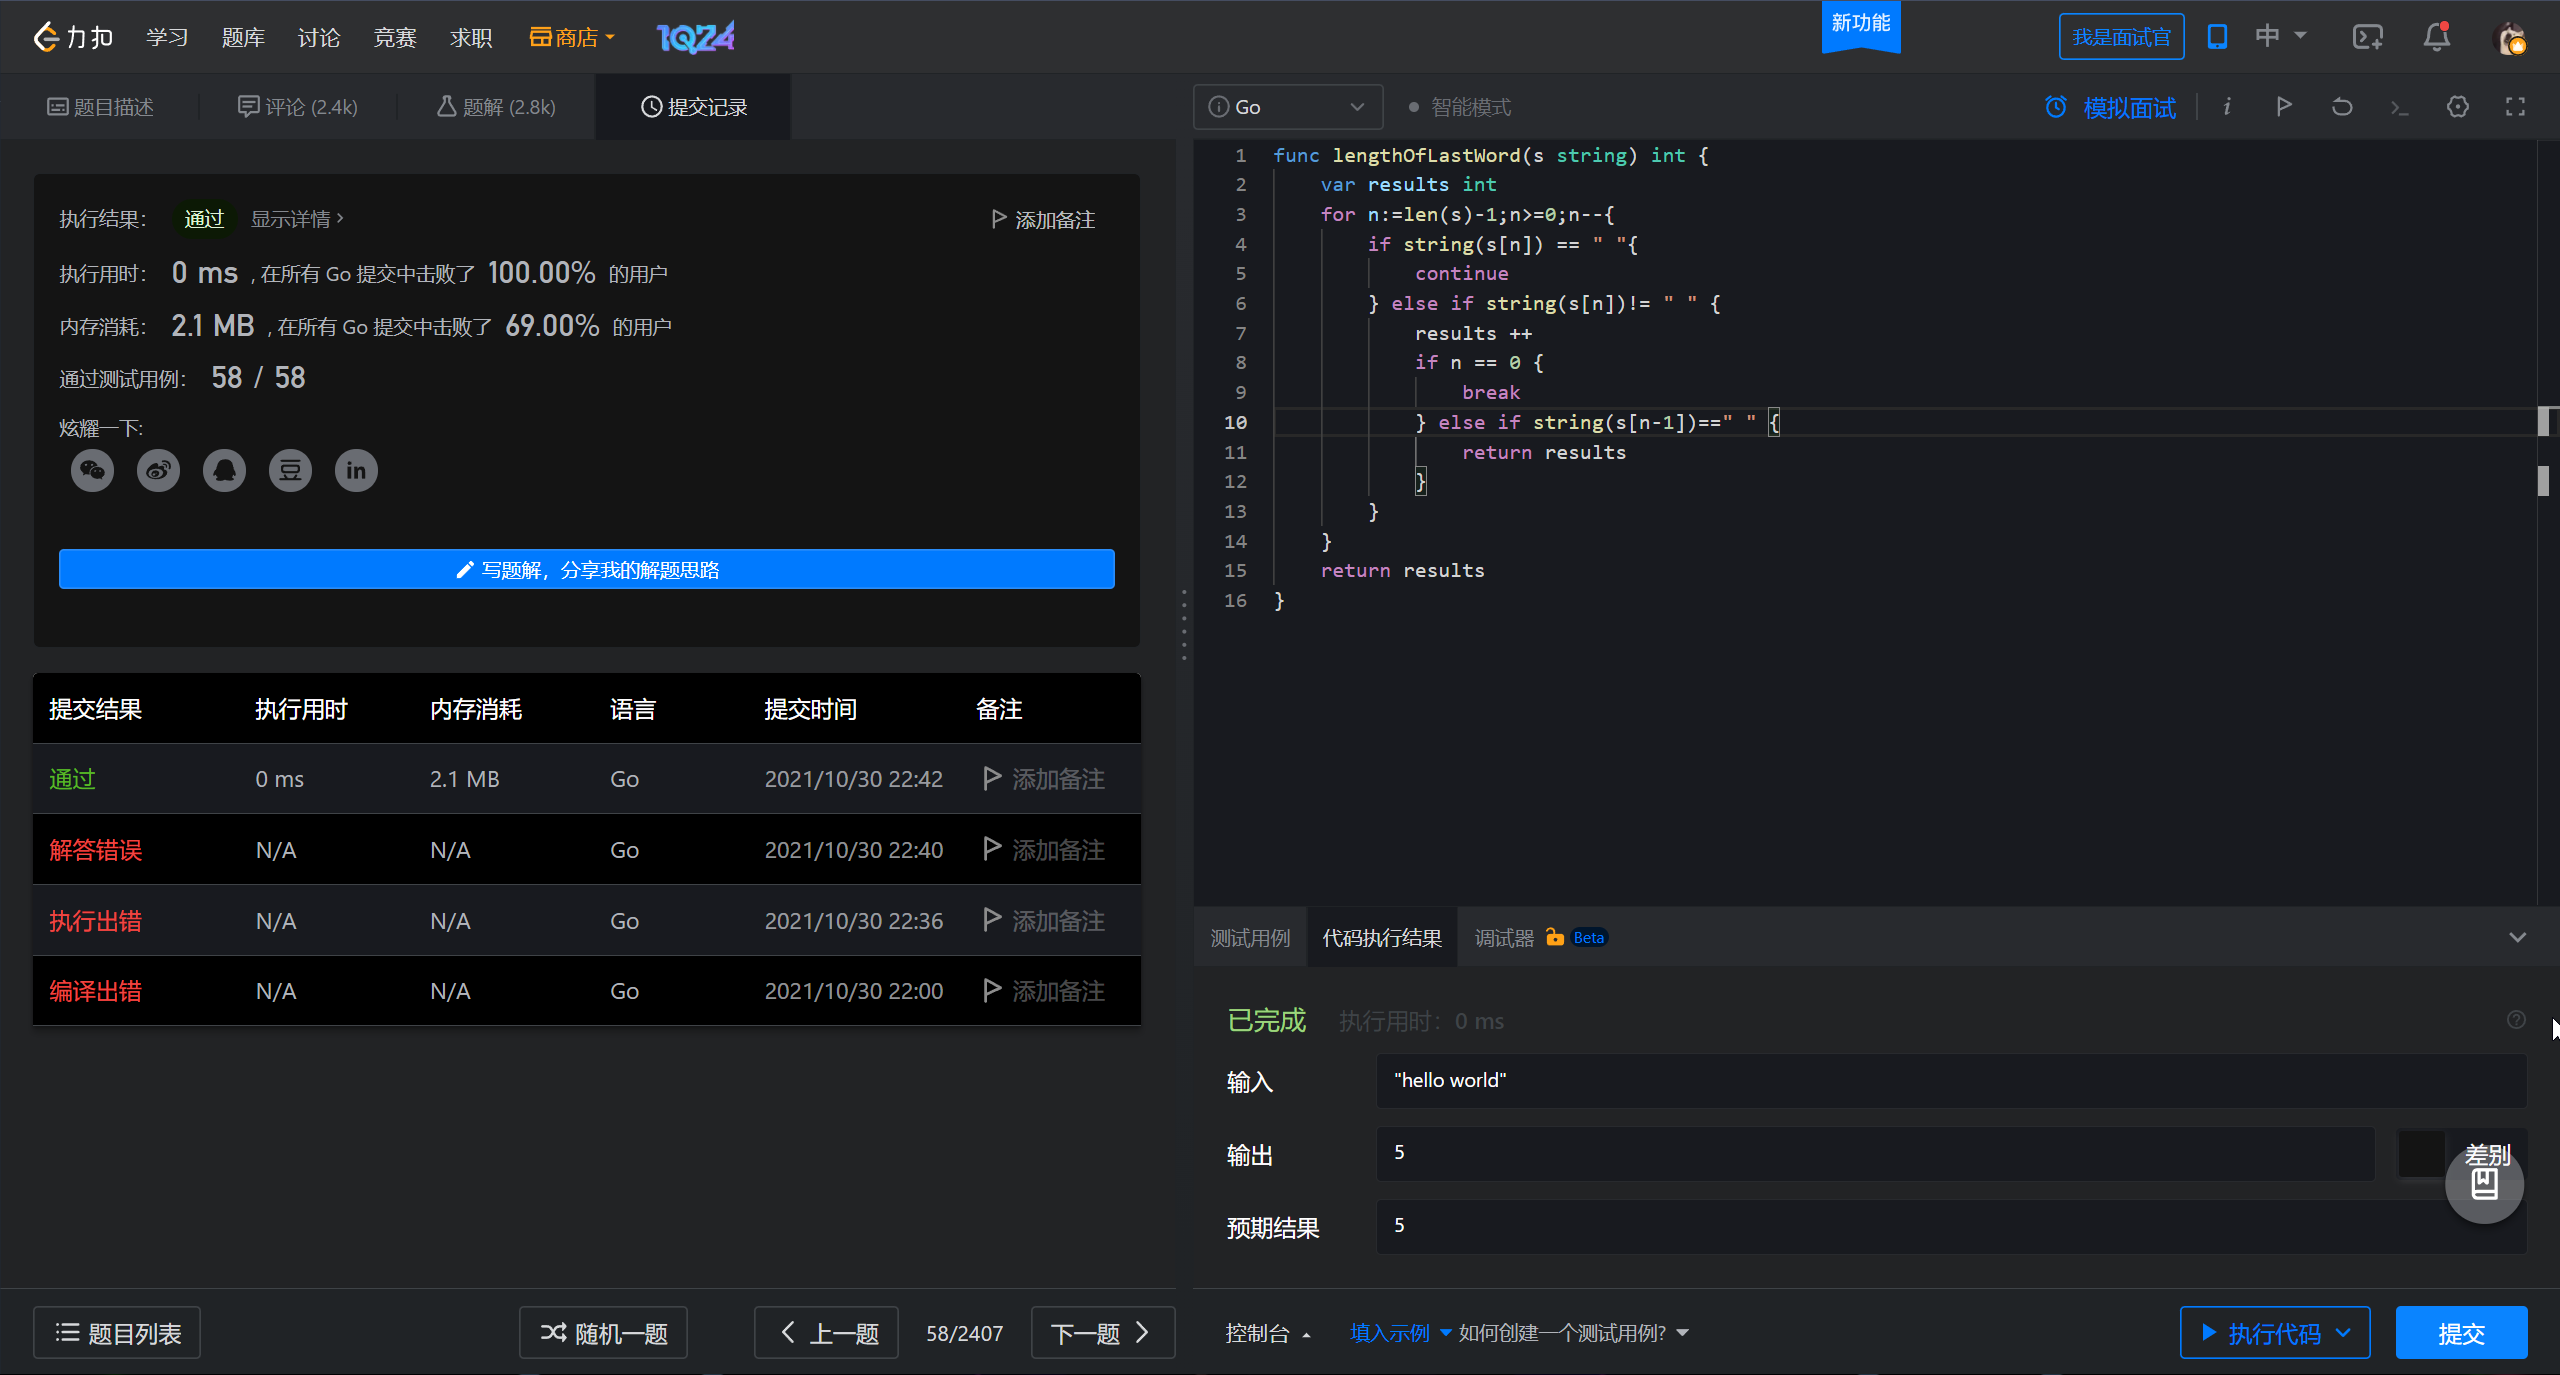 力扣 学习 题库 讨论 竞赛 求职 商店 1024 新功能 我是面试官 中
题目描述 评论 (2.4k) 题解 (2.8k) 提交记录
执行结果： 通过 显示详情 > 添加备注
执行用时： 0 ms , 在所有 Go 提交中击败了 100.00% 的用户
内存消耗： 2.1 MB , 在所有 Go 提交中击败了 69.00% 的用户
通过测试用例： 58 / 58
炫耀一下:
豆 in
写题解，分享我的解题思路
提交结果 执行用时 内存消耗 语言 提交时间 备注
通过 0 ms 2.1 MB Go 2021/10/30 22:42 添加备注
解答错误 N/A N/A Go 2021/10/30 22:40 添加备注
执行出错 N/A N/A Go 2021/10/30 22:36 添加备注
编译出错 N/A N/A Go 2021/10/30 22:00 添加备注
题目列表 随机一题 上一题 58/2407 下一题
Go 智能模式 模拟面试 i
1 func lengthOfLastWord(s string) int {
2 var results int
3 for n:=len(s)-1;n>=0;n--{
4 if string(s[n]) == " "{
5 continue
6 } else if string(s[n])!= " " {
7 results ++
8 if n == 0 {
9 break
10 } else if string(s[n-1])==" " {
11 return results
12 }
13 }
14 }
15 return results
16 }
测试用例 代码执行结果 调试器 Beta
已完成 执行用时：0 ms
输入 "hello world"
输出 5 差别
预期结果 5
控制台 填入示例 如何创建一个测试用例? 执行代码 提交